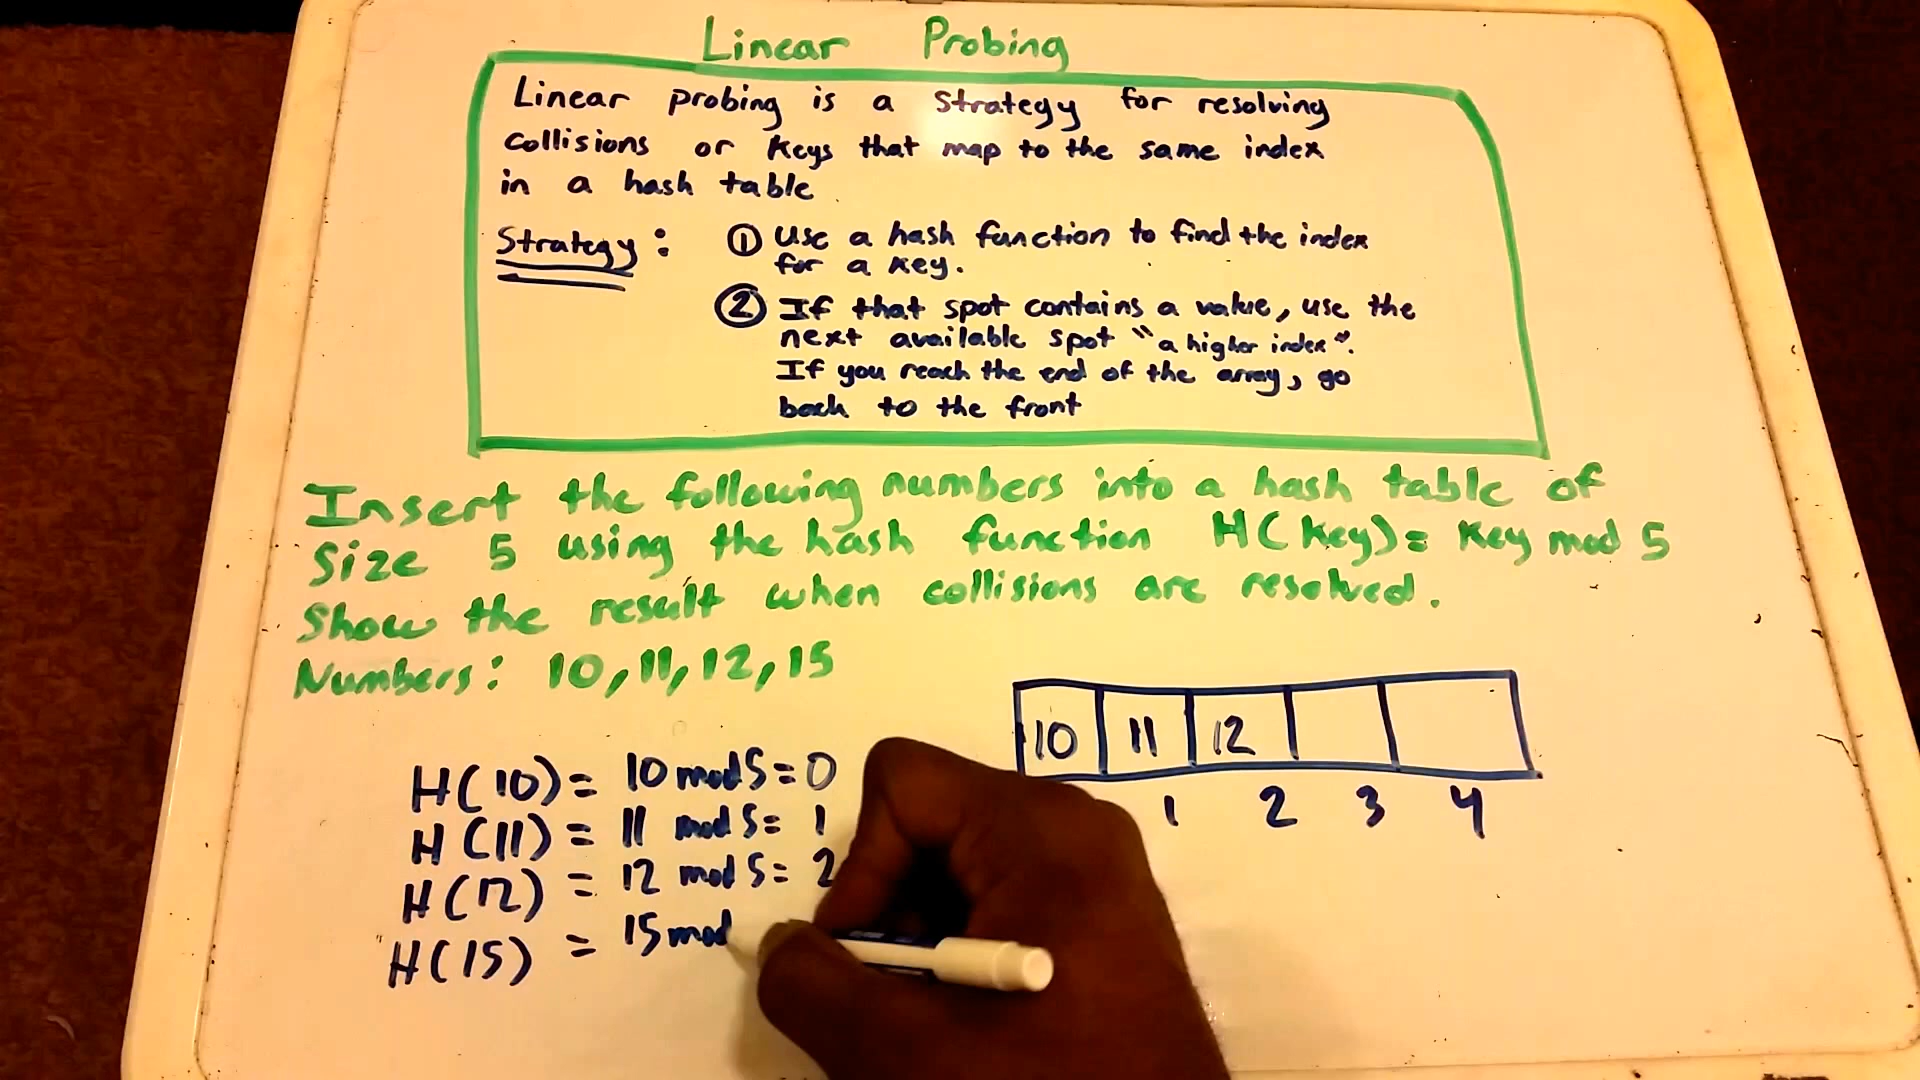 Linear Probing
Linear probing is a strategy for resolving
collisions or keys that map to the same index
in a hash table
Strategy: ① Use a hash function to find the index
for a key.
② If that spot contains a value, use the
next available spot "a higher index".
If you reach the end of the array, go
back to the front
Insert the following numbers into a hash table of
Size 5 using the hash function H(key)= key mod 5
Show the result when collisions are resolved.
Numbers: 10, 11, 12, 15
10 11 12
1 2 3 4
H(10) = 10 mod 5 = 0
H(11) = 11 mod 5 = 1
H(12) = 12 mod 5 = 2
H(15) = 15 mod